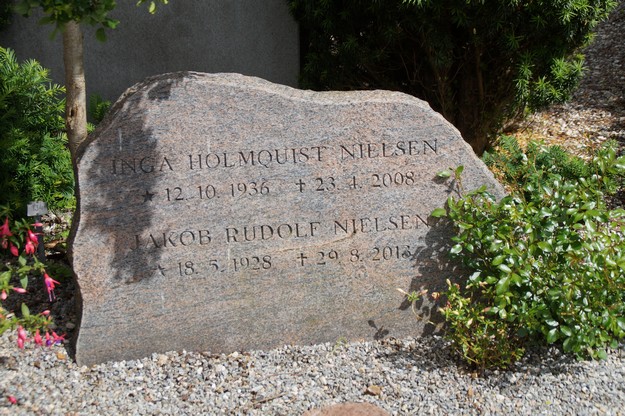 INGA HOLMQUIST NIELSEN
★ 12. 10. 1936 ✝ 23. 4. 2008
JAKOB RUDOLF NIELSEN
★ 18. 5. 1928 ✝ 29. 8. 2013